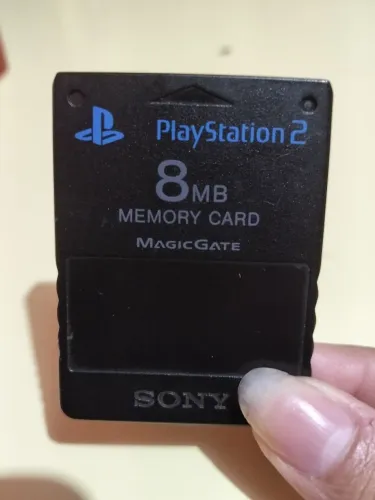 PlayStation 2
8MB
MEMORY CARD
MAGICGATE
SONY